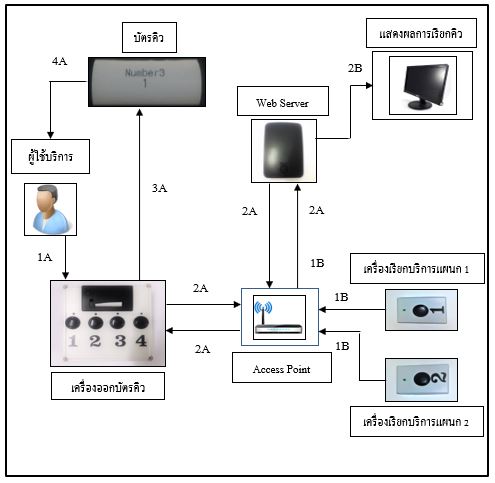 บัตรคิว
แสดงผลการเรียกคิว
4A
Number3
1
2B
Web Server
ผู้ใช้บริการ
3A
2A
2A
1A
1B
เครื่องเรียกบริการแผนก 1
2A
1B
1
1 2 3 4
2A
1B
Access Point
2
เครื่องออกบัตรคิว
เครื่องเรียกบริการแผนก 2